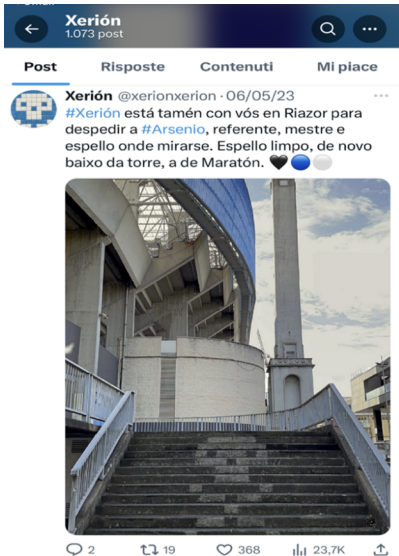 Xerión
1.073 post
Post Risposte Contenuti Mi piace
Xerión @xerionxerion · 06/05/23
#Xerión está tamén con vós en Riazor para
despedir a #Arsenio, referente, mestre e
espello onde mirarse. Espello limpo, de novo
baixo da torre, a de Maratón. 🖤🔵⚪
2 19 368 23,7K